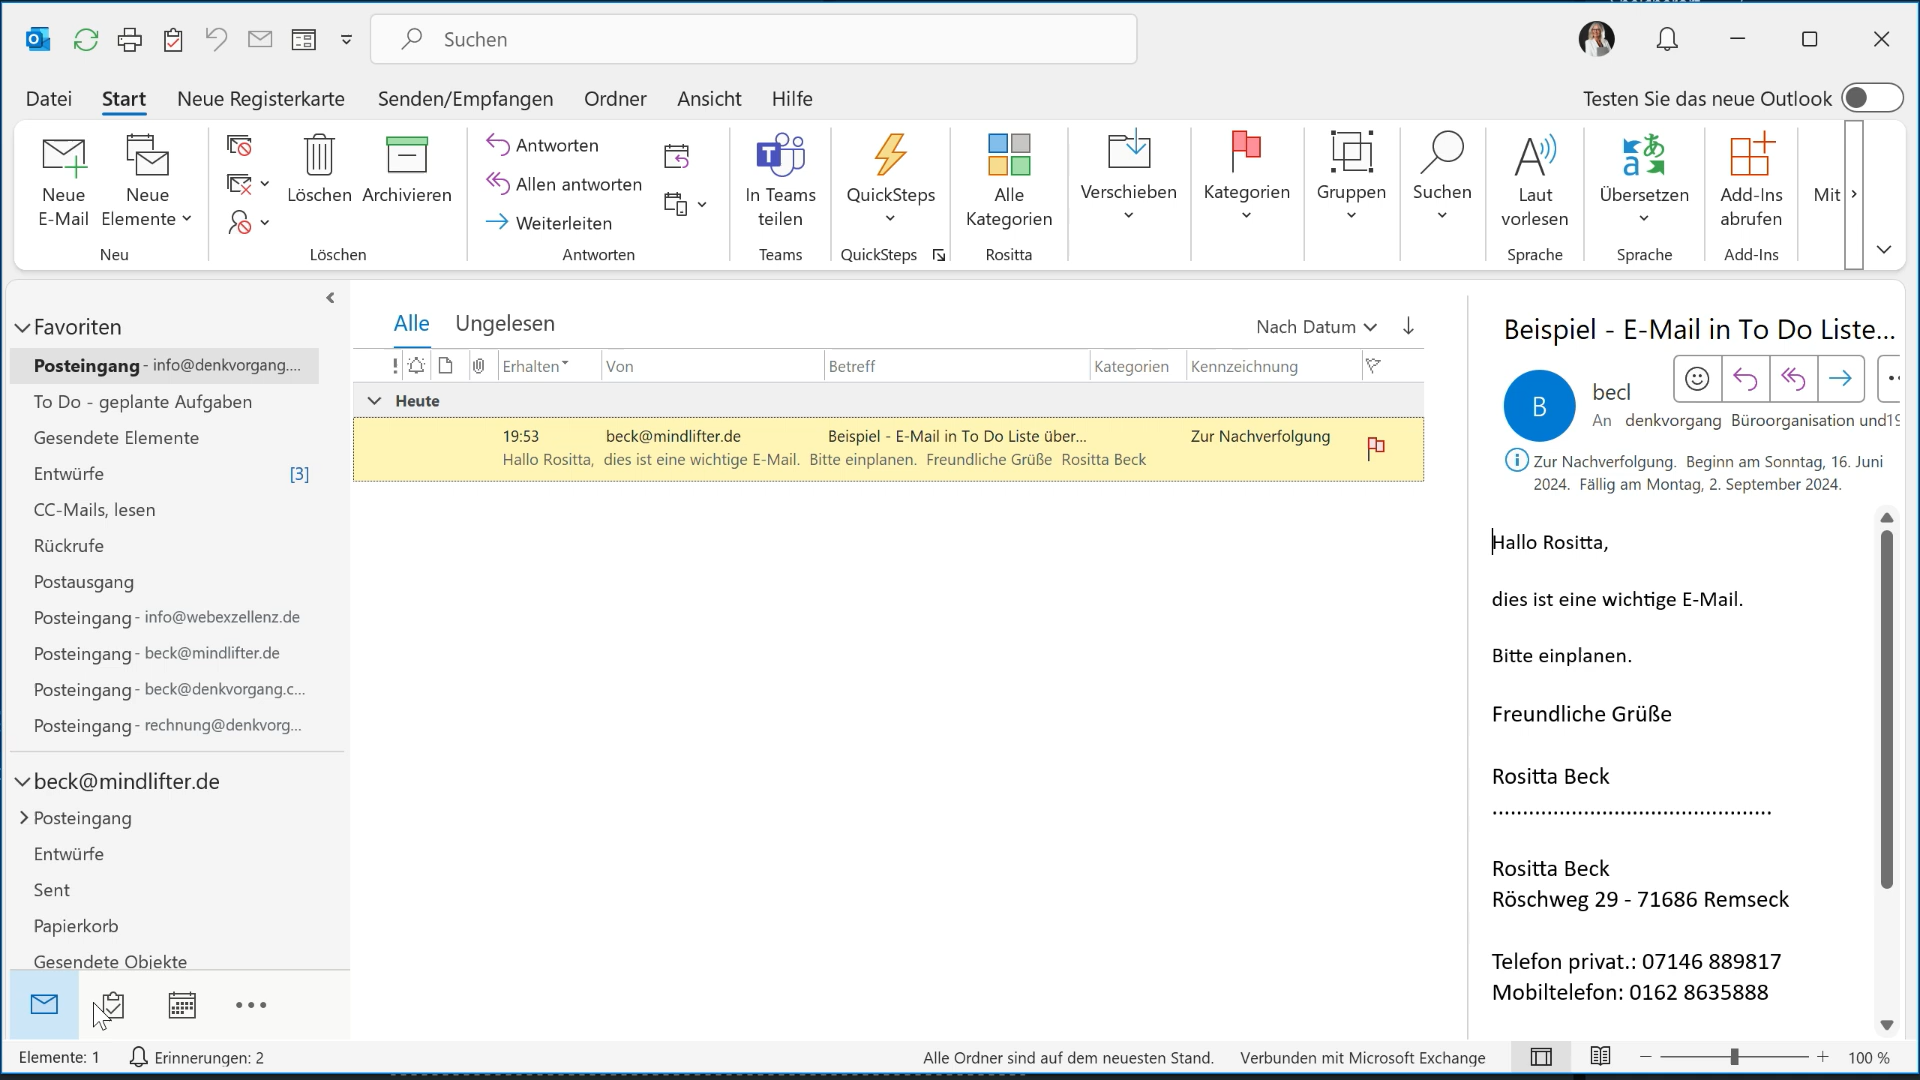 Suchen
Datei Start Neue Registerkarte Senden/Empfangen Ordner Ansicht Hilfe
Testen Sie das neue Outlook
Neue E-Mail
Neue Elemente
Neu
Löschen
Archivieren
Löschen
Antworten
Allen antworten
Weiterleiten
Antworten
In Teams teilen
Teams
QuickSteps
QuickSteps
Alle Kategorien
Rositta
Verschieben
Kategorien
Gruppen
Suchen
Laut vorlesen
Sprache
Übersetzen
Sprache
Add-Ins abrufen
Add-Ins
Mit
Favoriten
Posteingang - info@denkvorgang....
To Do - geplante Aufgaben
Gesendete Elemente
Entwürfe [3]
CC-Mails, lesen
Rückrufe
Postausgang
Posteingang - info@webexzellenz.de
Posteingang - beck@mindlifter.de
Posteingang - beck@denkvorgang.c...
Posteingang - rechnung@denkvorg...
beck@mindlifter.de
Posteingang
Entwürfe
Sent
Papierkorb
Gesendete Objekte
Alle Ungelesen
Nach Datum
! Erhalten Von Betreff Kategorien Kennzeichnung
Heute
19:53 beck@mindlifter.de Beispiel - E-Mail in To Do Liste über... Zur Nachverfolgung
Hallo Rositta, dies ist eine wichtige E-Mail. Bitte einplanen. Freundliche Grüße Rositta Beck
Beispiel - E-Mail in To Do Liste...
B
becl
An denkvorgang Büroorganisation und19
Zur Nachverfolgung. Beginn am Sonntag, 16. Juni
2024. Fällig am Montag, 2. September 2024.
Hallo Rositta,
dies ist eine wichtige E-Mail.
Bitte einplanen.
Freundliche Grüße
Rositta Beck
..............................................
Rositta Beck
Röschweg 29 - 71686 Remseck
Telefon privat.: 07146 889817
Mobiltelefon: 0162 8635888
Elemente: 1 Erinnerungen: 2
Alle Ordner sind auf dem neuesten Stand. Verbunden mit Microsoft Exchange
100 %